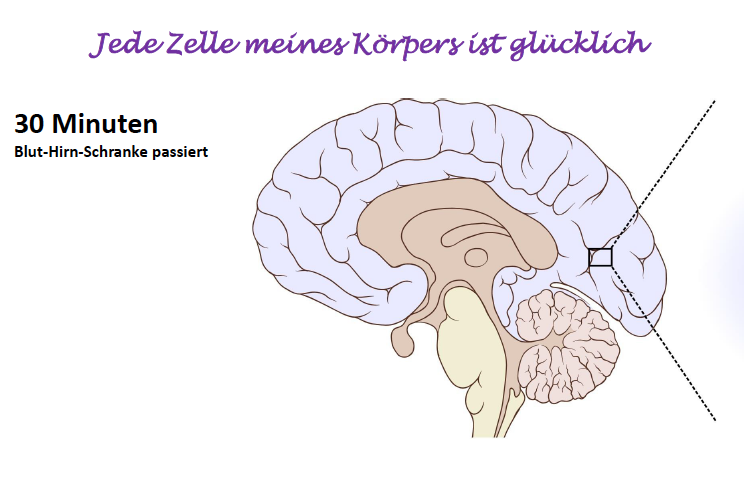 Jede Zelle meines Körpers ist glücklich
30 Minuten
Blut-Hirn-Schranke passiert